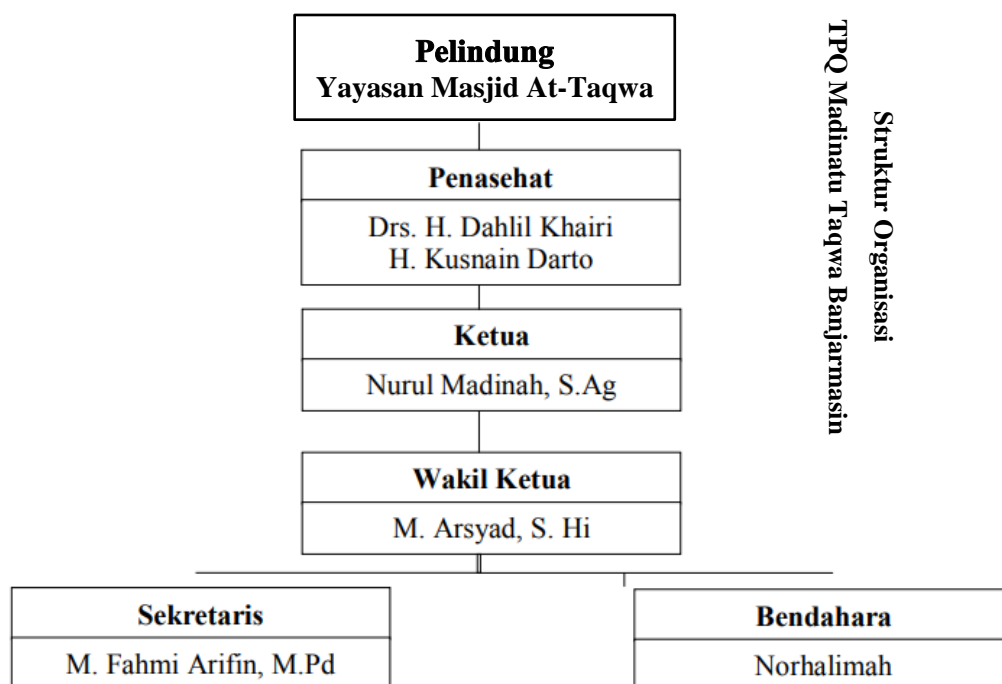 Pelindung
Yayasan Masjid At-Taqwa
Struktur Organisasi
TPQ Madinatu Taqwa Banjarmasin
Penasehat
Drs. H. Dahlil Khairi
H. Kusnain Darto
Ketua
Nurul Madinah, S.Ag
Wakil Ketua
M. Arsyad, S. Hi
Sekretaris
M. Fahmi Arifin, M.Pd
Bendahara
Norhalimah